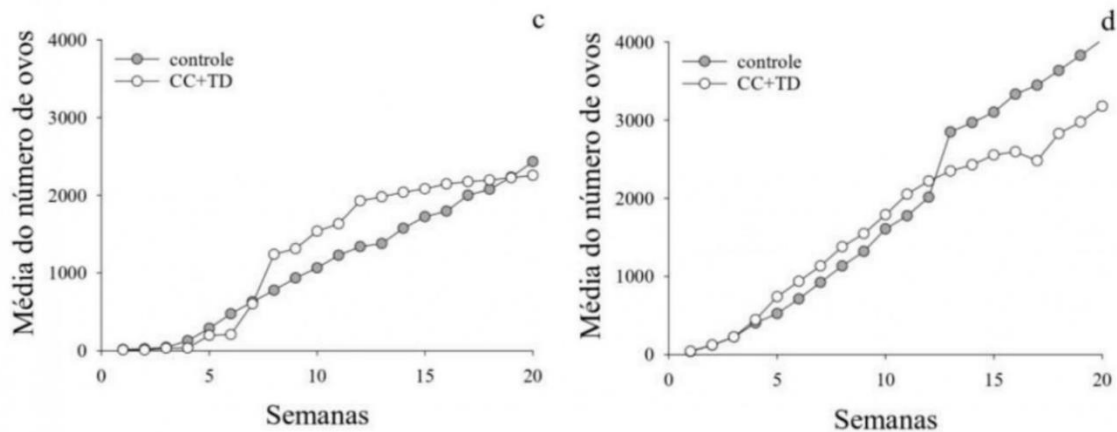 c
Média do número de ovos
4000
3000
2000
1000
0
controle
CC+TD
0
5
10
15
20
Semanas
d
Média do número de ovos
4000
3000
2000
1000
0
controle
CC+TD
0
5
10
15
20
Semanas